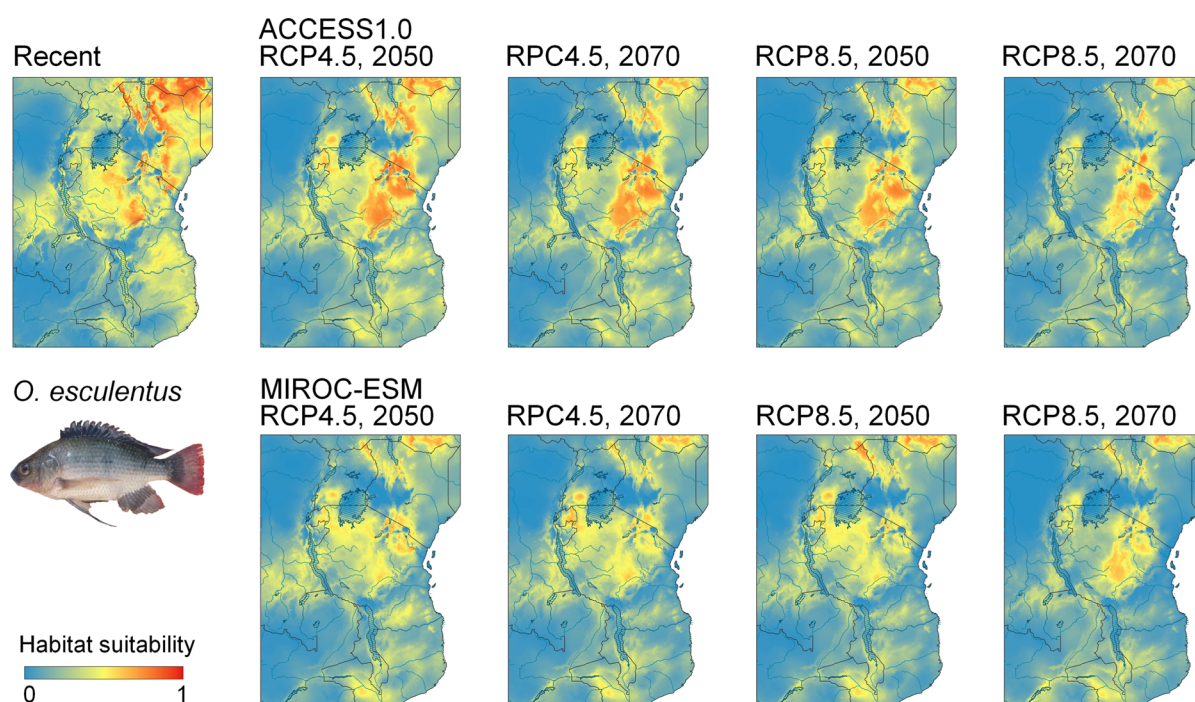 ACCESS1.0
Recent
RCP4.5, 2050
RPC4.5, 2070
RCP8.5, 2050
RCP8.5, 2070
O. esculentus
MIROC-ESM
RCP4.5, 2050
RPC4.5, 2070
RCP8.5, 2050
RCP8.5, 2070
Habitat suitability
0
1